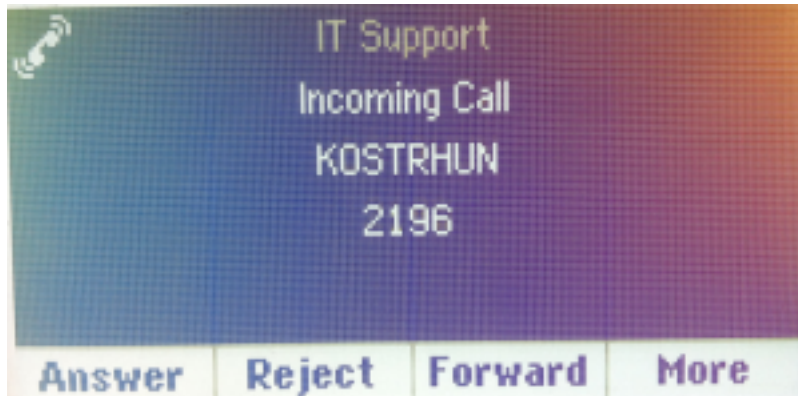 IT Support
Incoming Call
KOSTRHUN
2196
Answer Reject Forward More